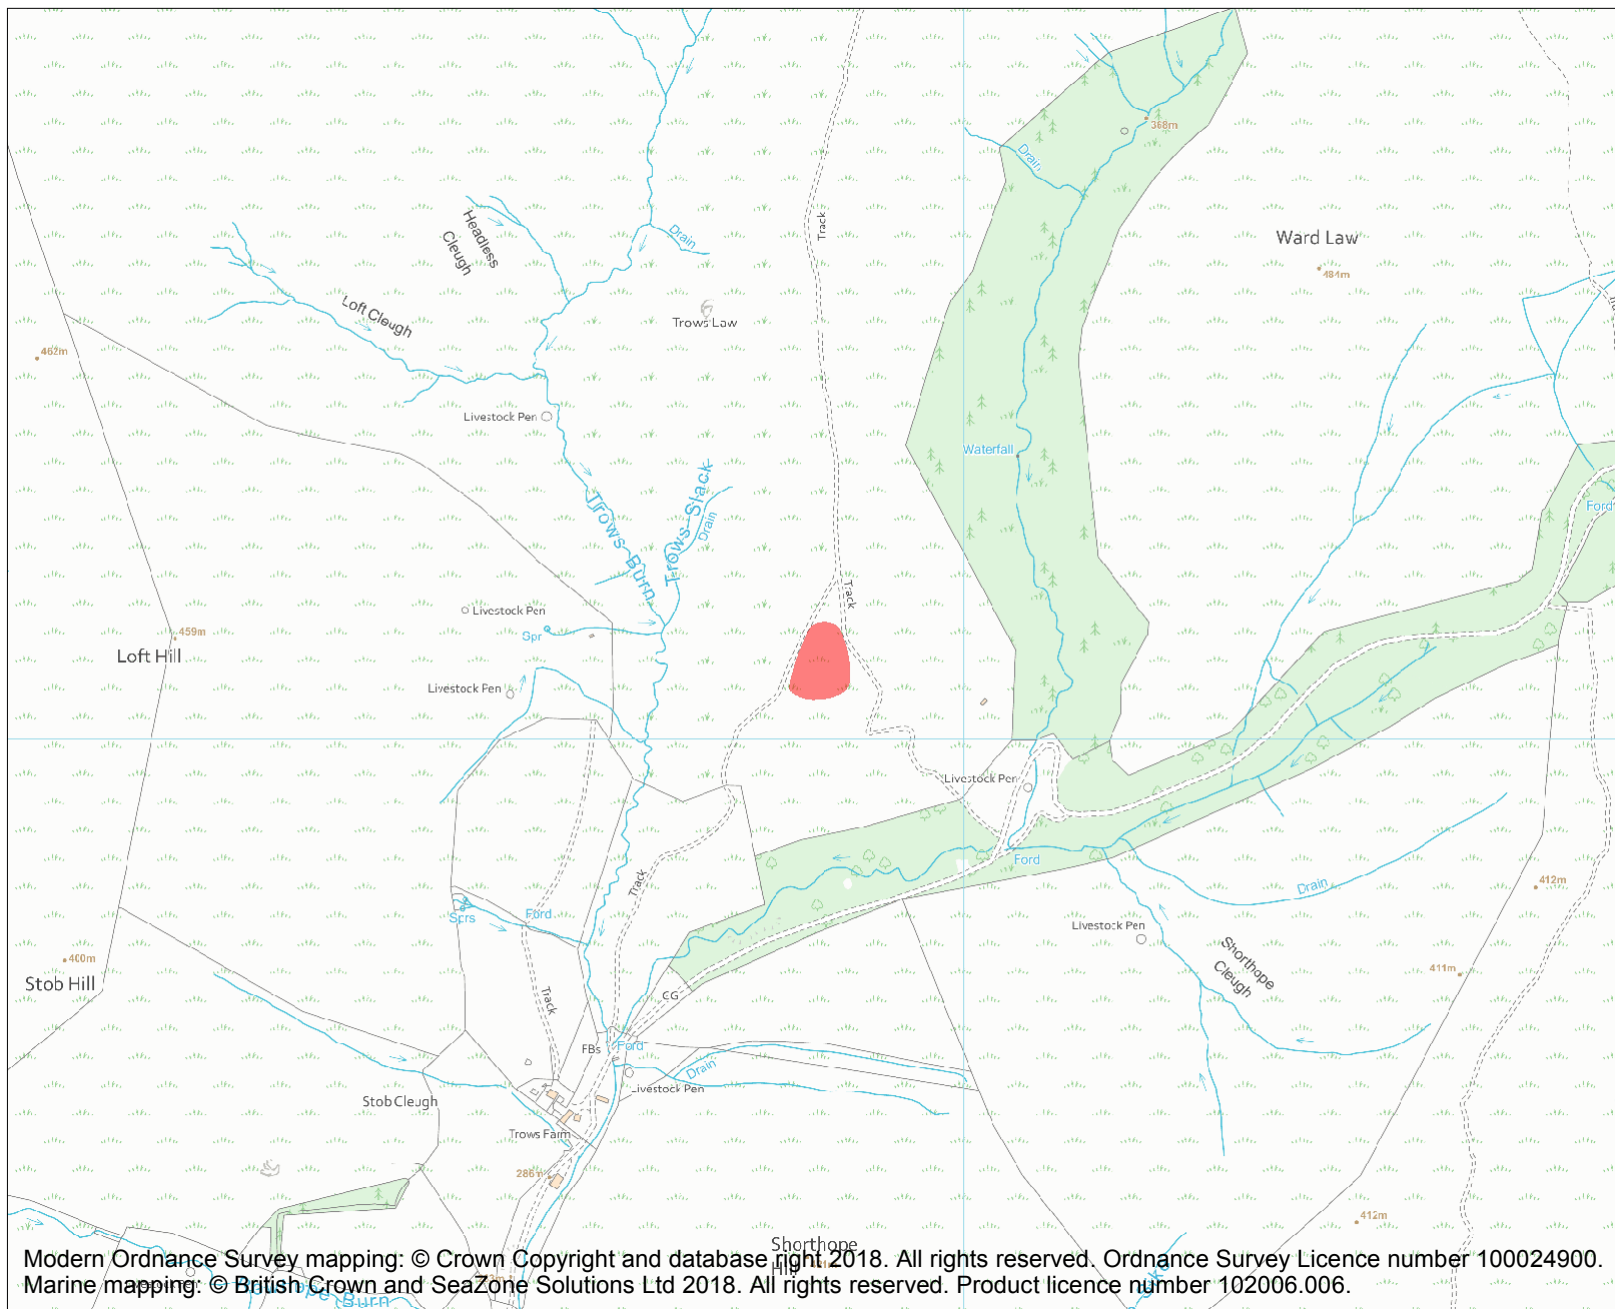 Drain
368m
Track
Ward Law
Headless
Cleugh
Drain
484m
Loft Cleugh
Trows Law
462m
Livestock Pen
Waterfall
Trows Slack
Drain
Ford
Trows Burn
Track
Livestock Pen
Spr
459m
Loft Hill
Livestock Pen
Livestock Pen
Ford
Track
Drain
412m
Sprs
Ford
Livestock Pen
Shorthope
Cleugh
400m
411m
Stob Hill
CG
Track
FBs
Ford
Drain
Livestock Pen
Stob Cleugh
Trows Farm
286m
412m
Shorthope
Hill
Modern Ordnance Survey mapping: © Crown Copyright and database right 2018. All rights reserved. Ordnance Survey Licence number 100024900.
Marine mapping: © British Crown and SeaZone Solutions Ltd 2018. All rights reserved. Product licence number 102006.006.